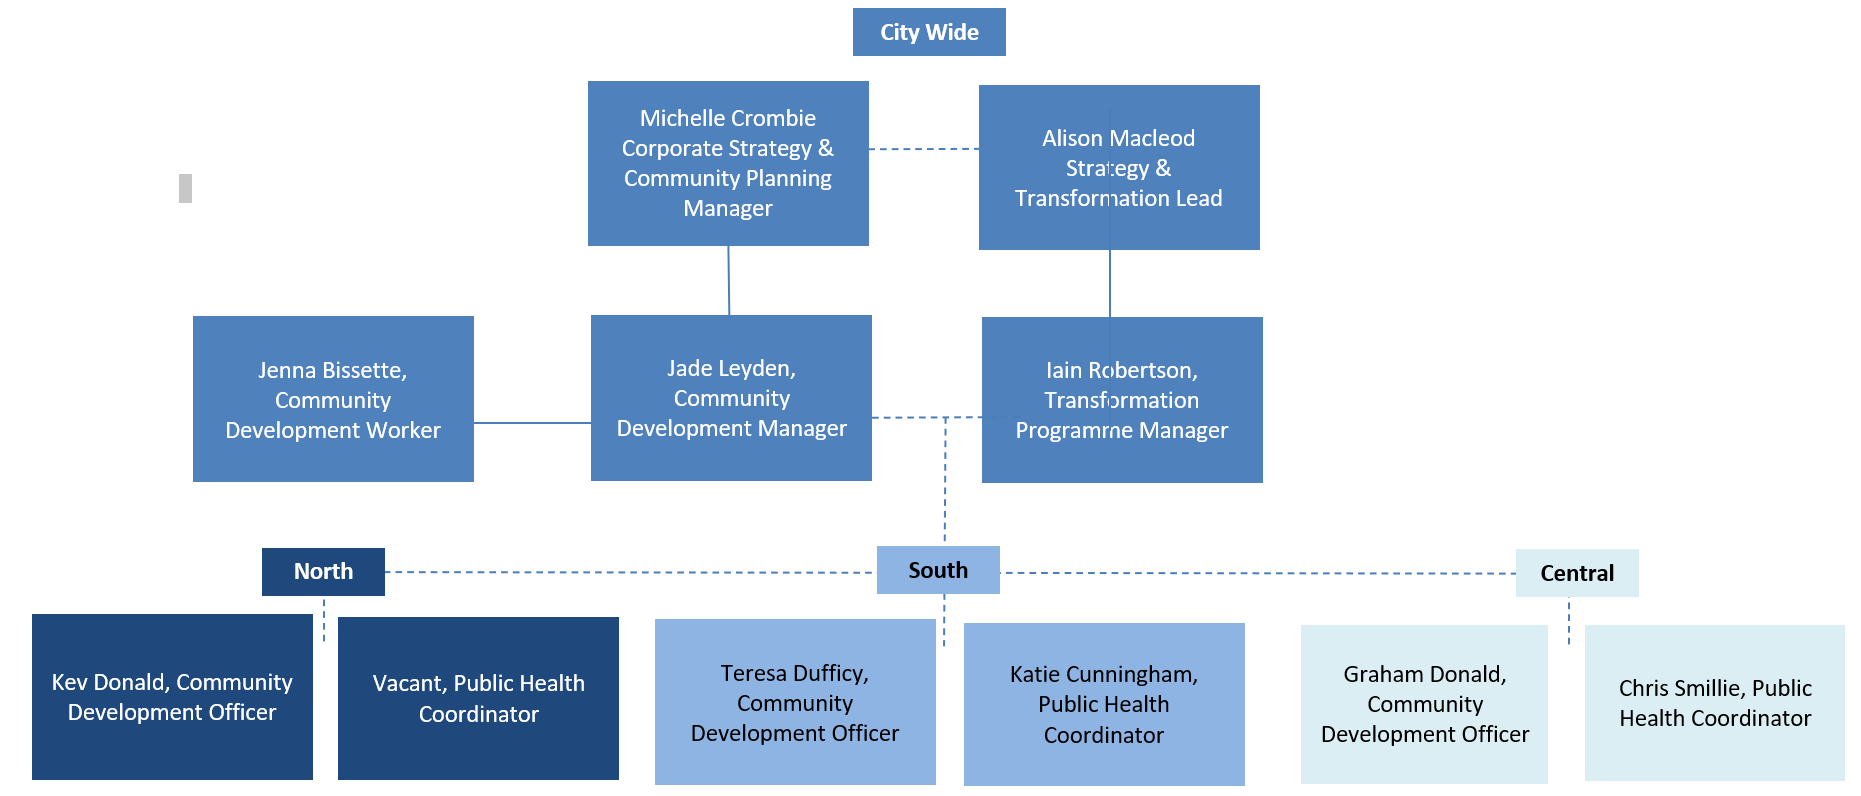 City Wide
Michelle Crombie
Corporate Strategy &
Community Planning
Manager
Alison Macleod
Strategy &
Transformation Lead
Jenna Bissette,
Community
Development Worker
Jade Leyden,
Community
Development Manager
Iain Robertson,
Transformation
Programme Manager
North
South
Central
Kev Donald, Community
Development Officer
Vacant, Public Health
Coordinator
Teresa Dufficy,
Community
Development Officer
Katie Cunningham,
Public Health
Coordinator
Graham Donald,
Community
Development Officer
Chris Smillie, Public
Health Coordinator